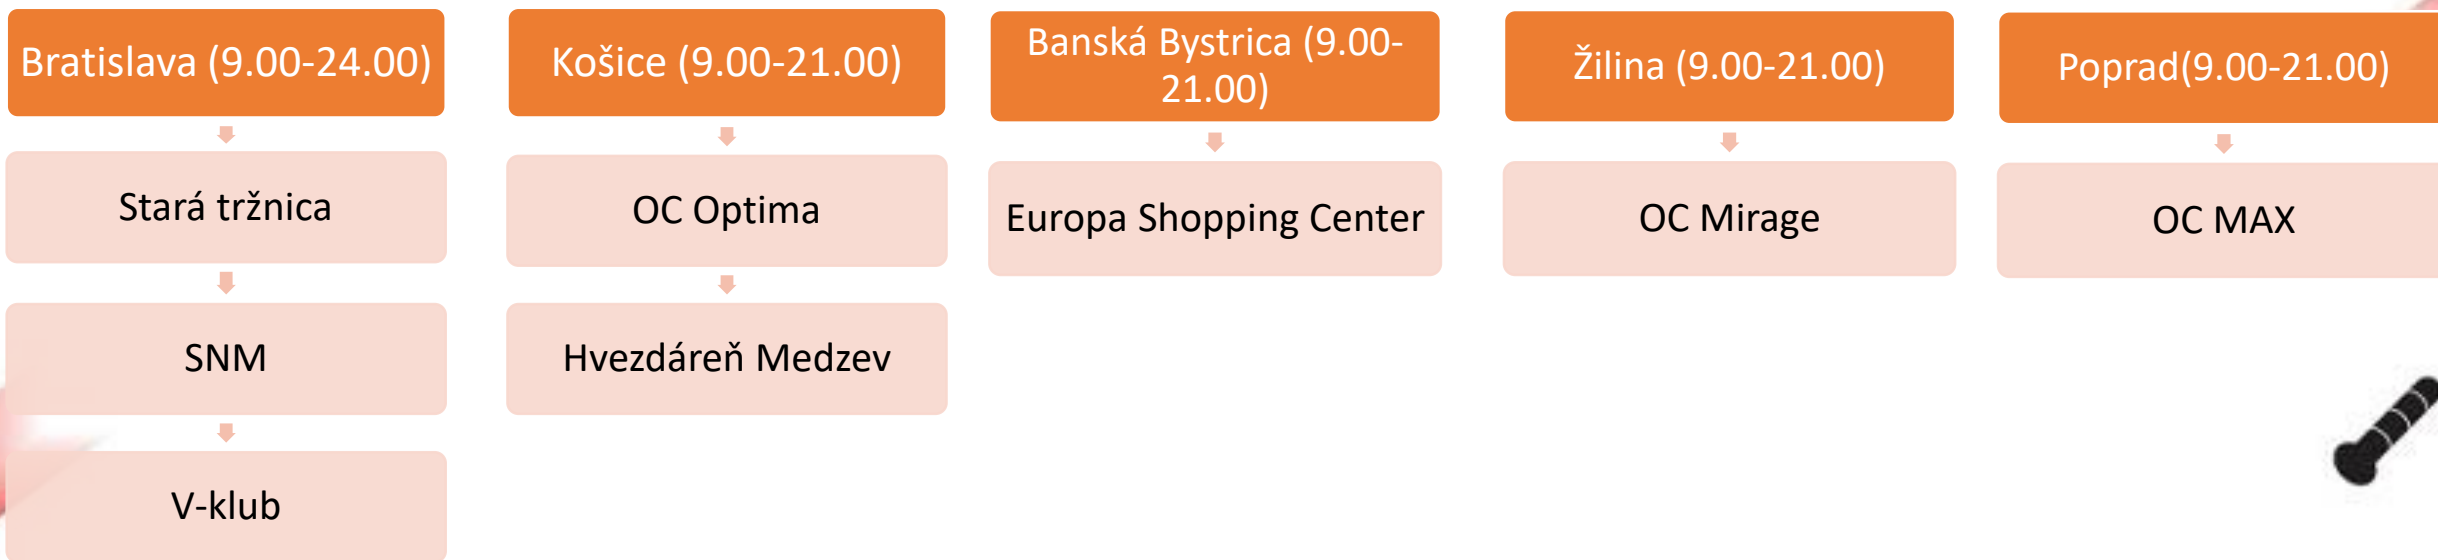 Bratislava (9.00-24.00)
Stará tržnica
SNM
V-klub
Košice (9.00-21.00)
OC Optima
Hvezdáreň Medzev
Banská Bystrica (9.00-
21.00)
Europa Shopping Center
Žilina (9.00-21.00)
OC Mirage
Poprad(9.00-21.00)
OC MAX